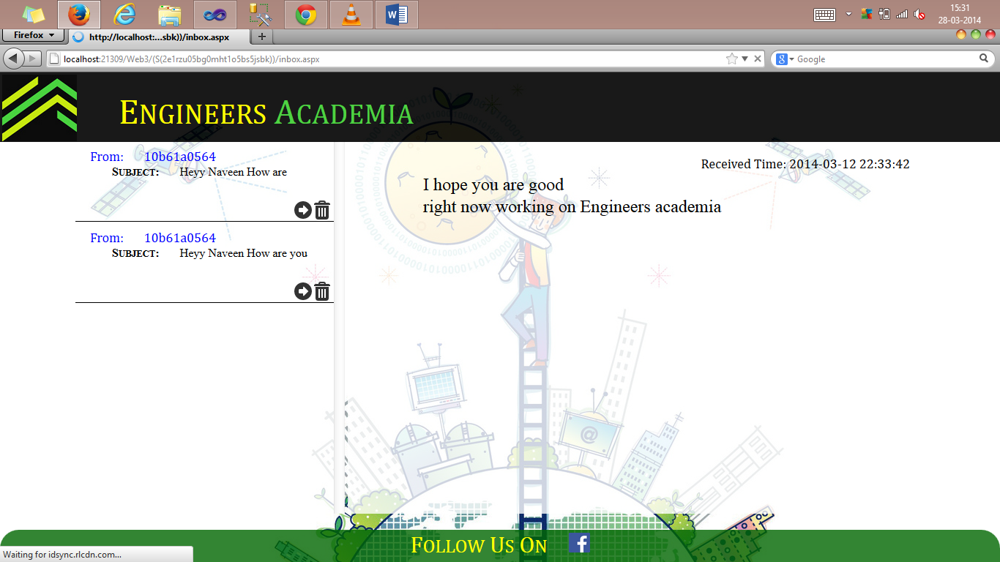 15:31
28-03-2014
Firefox
http://localhost:...sbk))/inbox.aspx
localhost:21309/Web3/(S(2e1rzu05bg0mht1o5bs5jsbk))/inbox.aspx
Google
ENGINEERS ACADEMIA
From: 10b61a0564
SUBJECT: Heyy Naveen How are
From: 10b61a0564
SUBJECT: Heyy Naveen How are you
Received Time: 2014-03-12 22:33:42
I hope you are good
right now working on Engineers academia
@
FOLLOW US ON
f
Waiting for idsync.rlcdn.com...